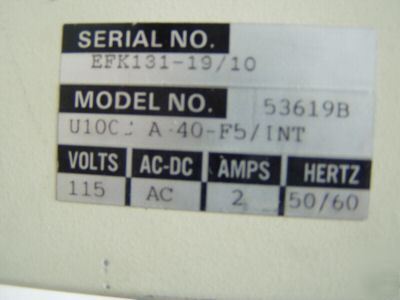 SERIAL NO.
EFK131-19/10
MODEL NO. 53619B
A-40-F5/INT
VOLTS AC-DC AMPS HERTZ
115 AC 2 50/60